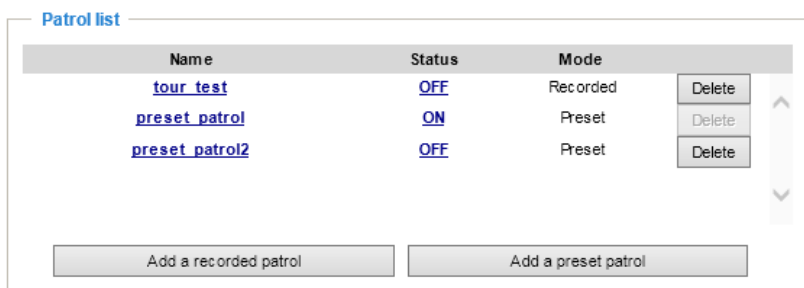 Patrol list
Name Status Mode
tour_test OFF Recorded Delete
preset_patrol ON Preset Delete
preset_patrol2 OFF Preset Delete
Add a recorded patrol Add a preset patrol